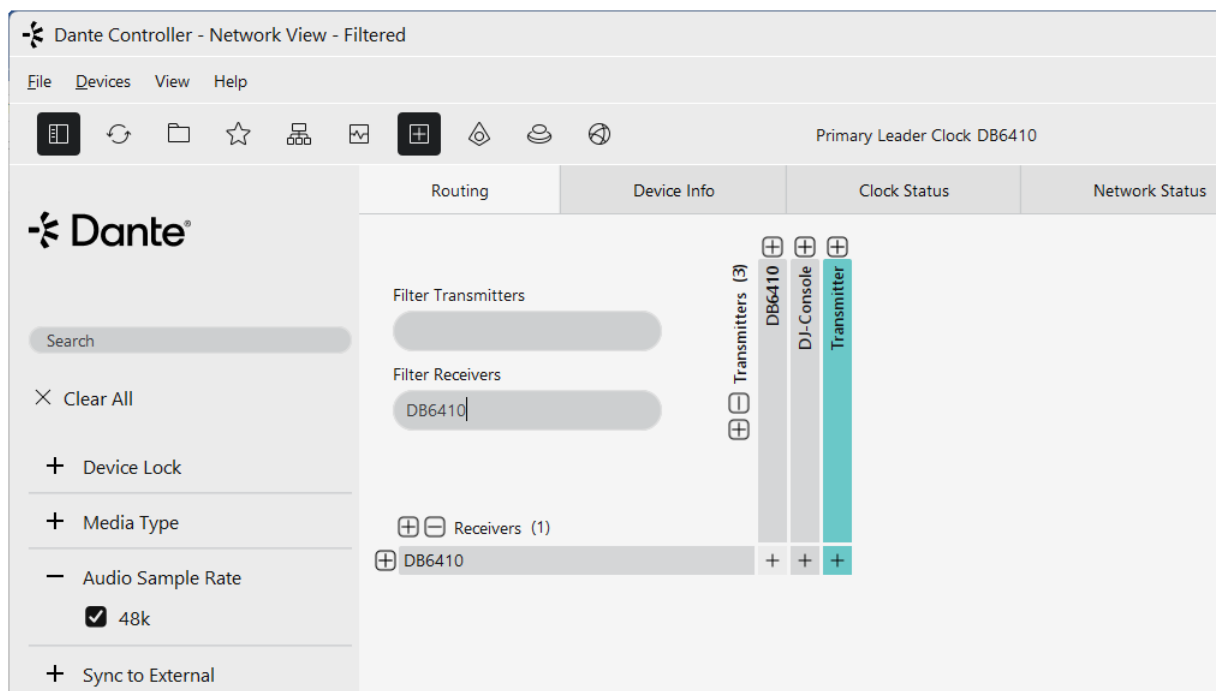 Dante Controller - Network View - Filtered
File Devices View Help
Primary Leader Clock DB6410
Dante®
Search
Clear All
Device Lock
Media Type
Audio Sample Rate
48k
Sync to External
Routing Device Info Clock Status Network Status
Filter Transmitters
Filter Receivers
DB6410
Transmitters (3)
DB6410
DJ-Console
Transmitter
Receivers (1)
DB6410